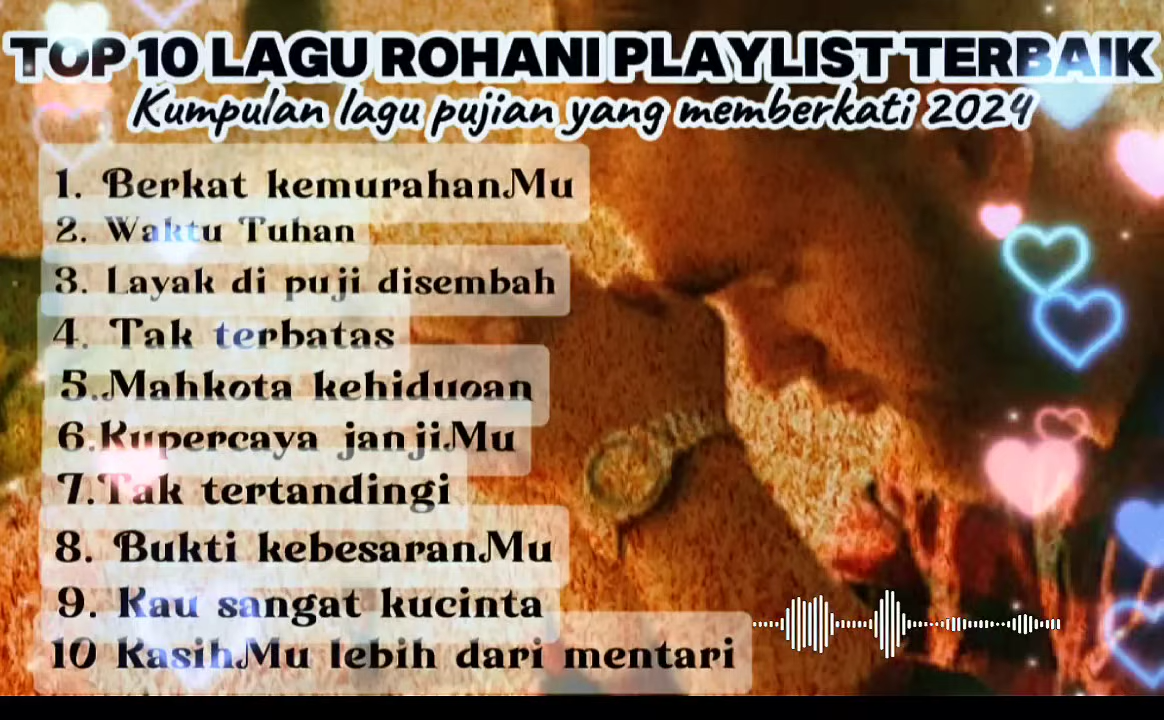 TOP 10 LAGU ROHANI PLAYLIST TERBAIK
Kumpulan lagu pujian yang memberkati 2024
1. Berkat kemurahanMu
2. Waktu Tuhan
3. Layak di puji disembah
4. Tak terbatas
5.Mahkota kehiduoan
6.Kupercaya janji.Mu
7.Tak tertandingi
8. Bukti kebesaranMu
9. Kau sangat kucinta
10 KasihMu lebih dari mentari